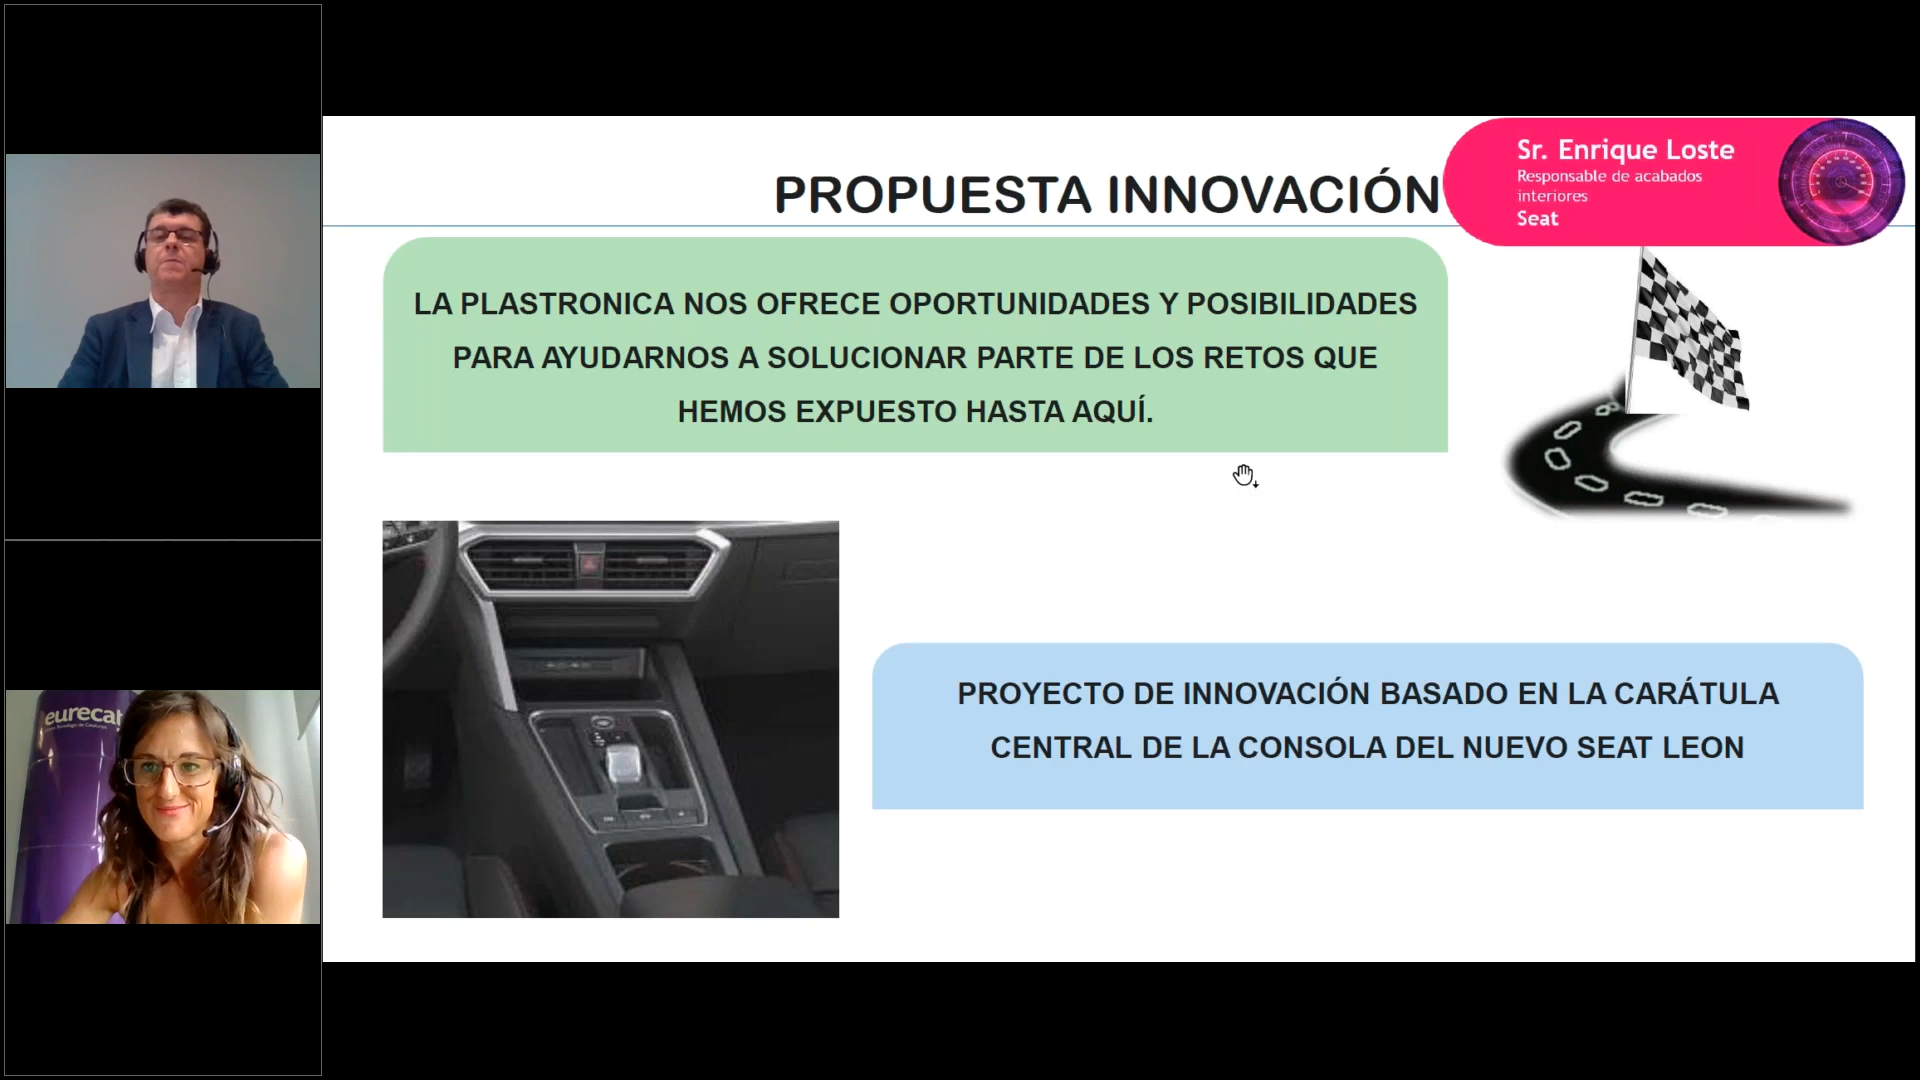 PROPUESTA INNOVACIÓN
Sr. Enrique Loste
Responsable de acabados
interiores
Seat
LA PLASTRONICA NOS OFRECE OPORTUNIDADES Y POSIBILIDADES
PARA AYUDARNOS A SOLUCIONAR PARTE DE LOS RETOS QUE
HEMOS EXPUESTO HASTA AQUÍ.
PROYECTO DE INNOVACIÓN BASADO EN LA CARÁTULA
CENTRAL DE LA CONSOLA DEL NUEVO SEAT LEON
eurecat